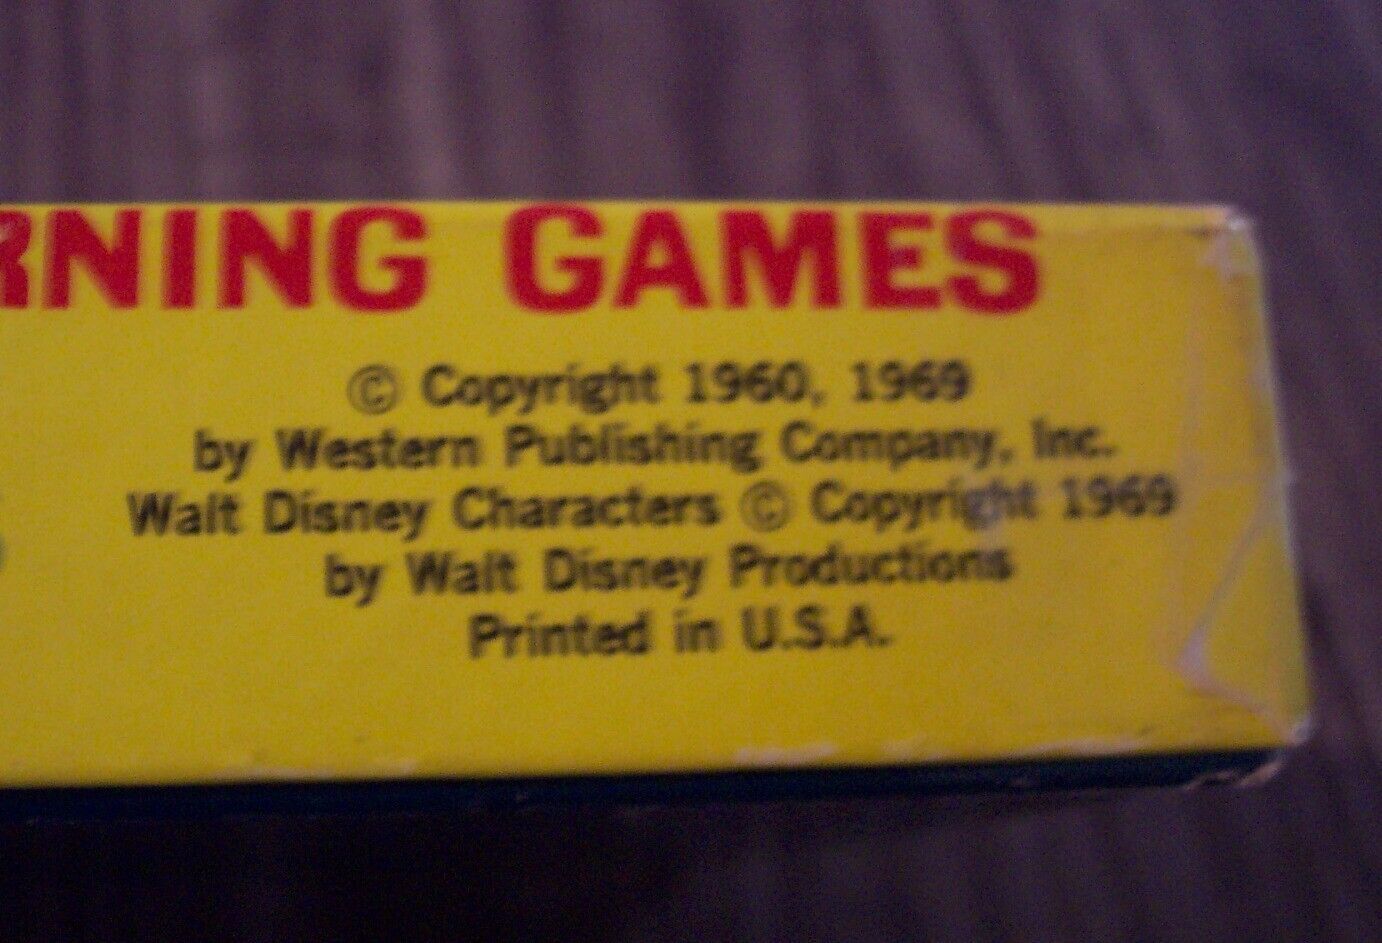 RNING GAMES
© Copyright 1960, 1969
by Western Publishing Company, Inc.
Walt Disney Characters © Copyright 1969
by Walt Disney Productions
Printed in U.S.A.